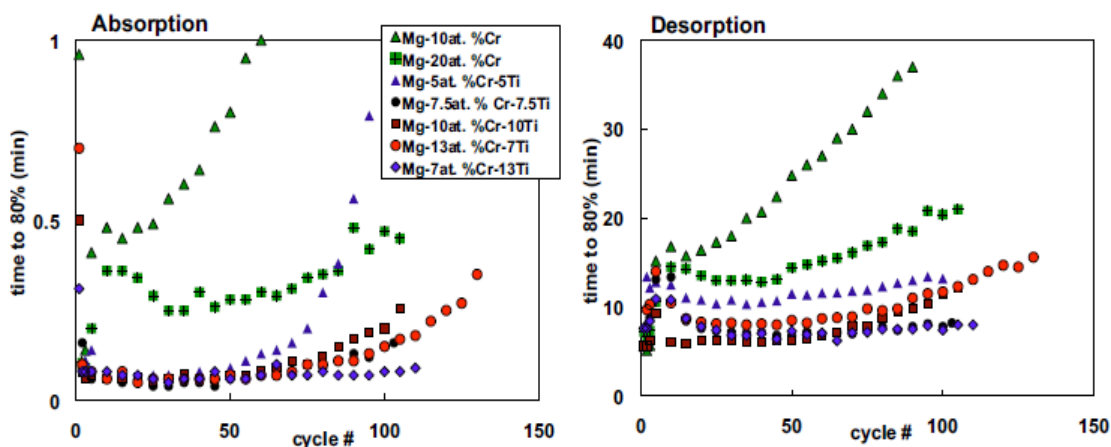 Absorption
1
0.5
0
time to 80% (min)
0
50
100
150
cycle #
Mg-10at. %Cr
Mg-20at. %Cr
Mg-5at. %Cr-5Ti
Mg-7.5at. % Cr-7.5Ti
Mg-10at. %Cr-10Ti
Mg-13at. %Cr-7Ti
Mg-7at. %Cr-13Ti
Desorption
40
30
20
10
0
time to 80% (min)
0
50
100
150
cycle #